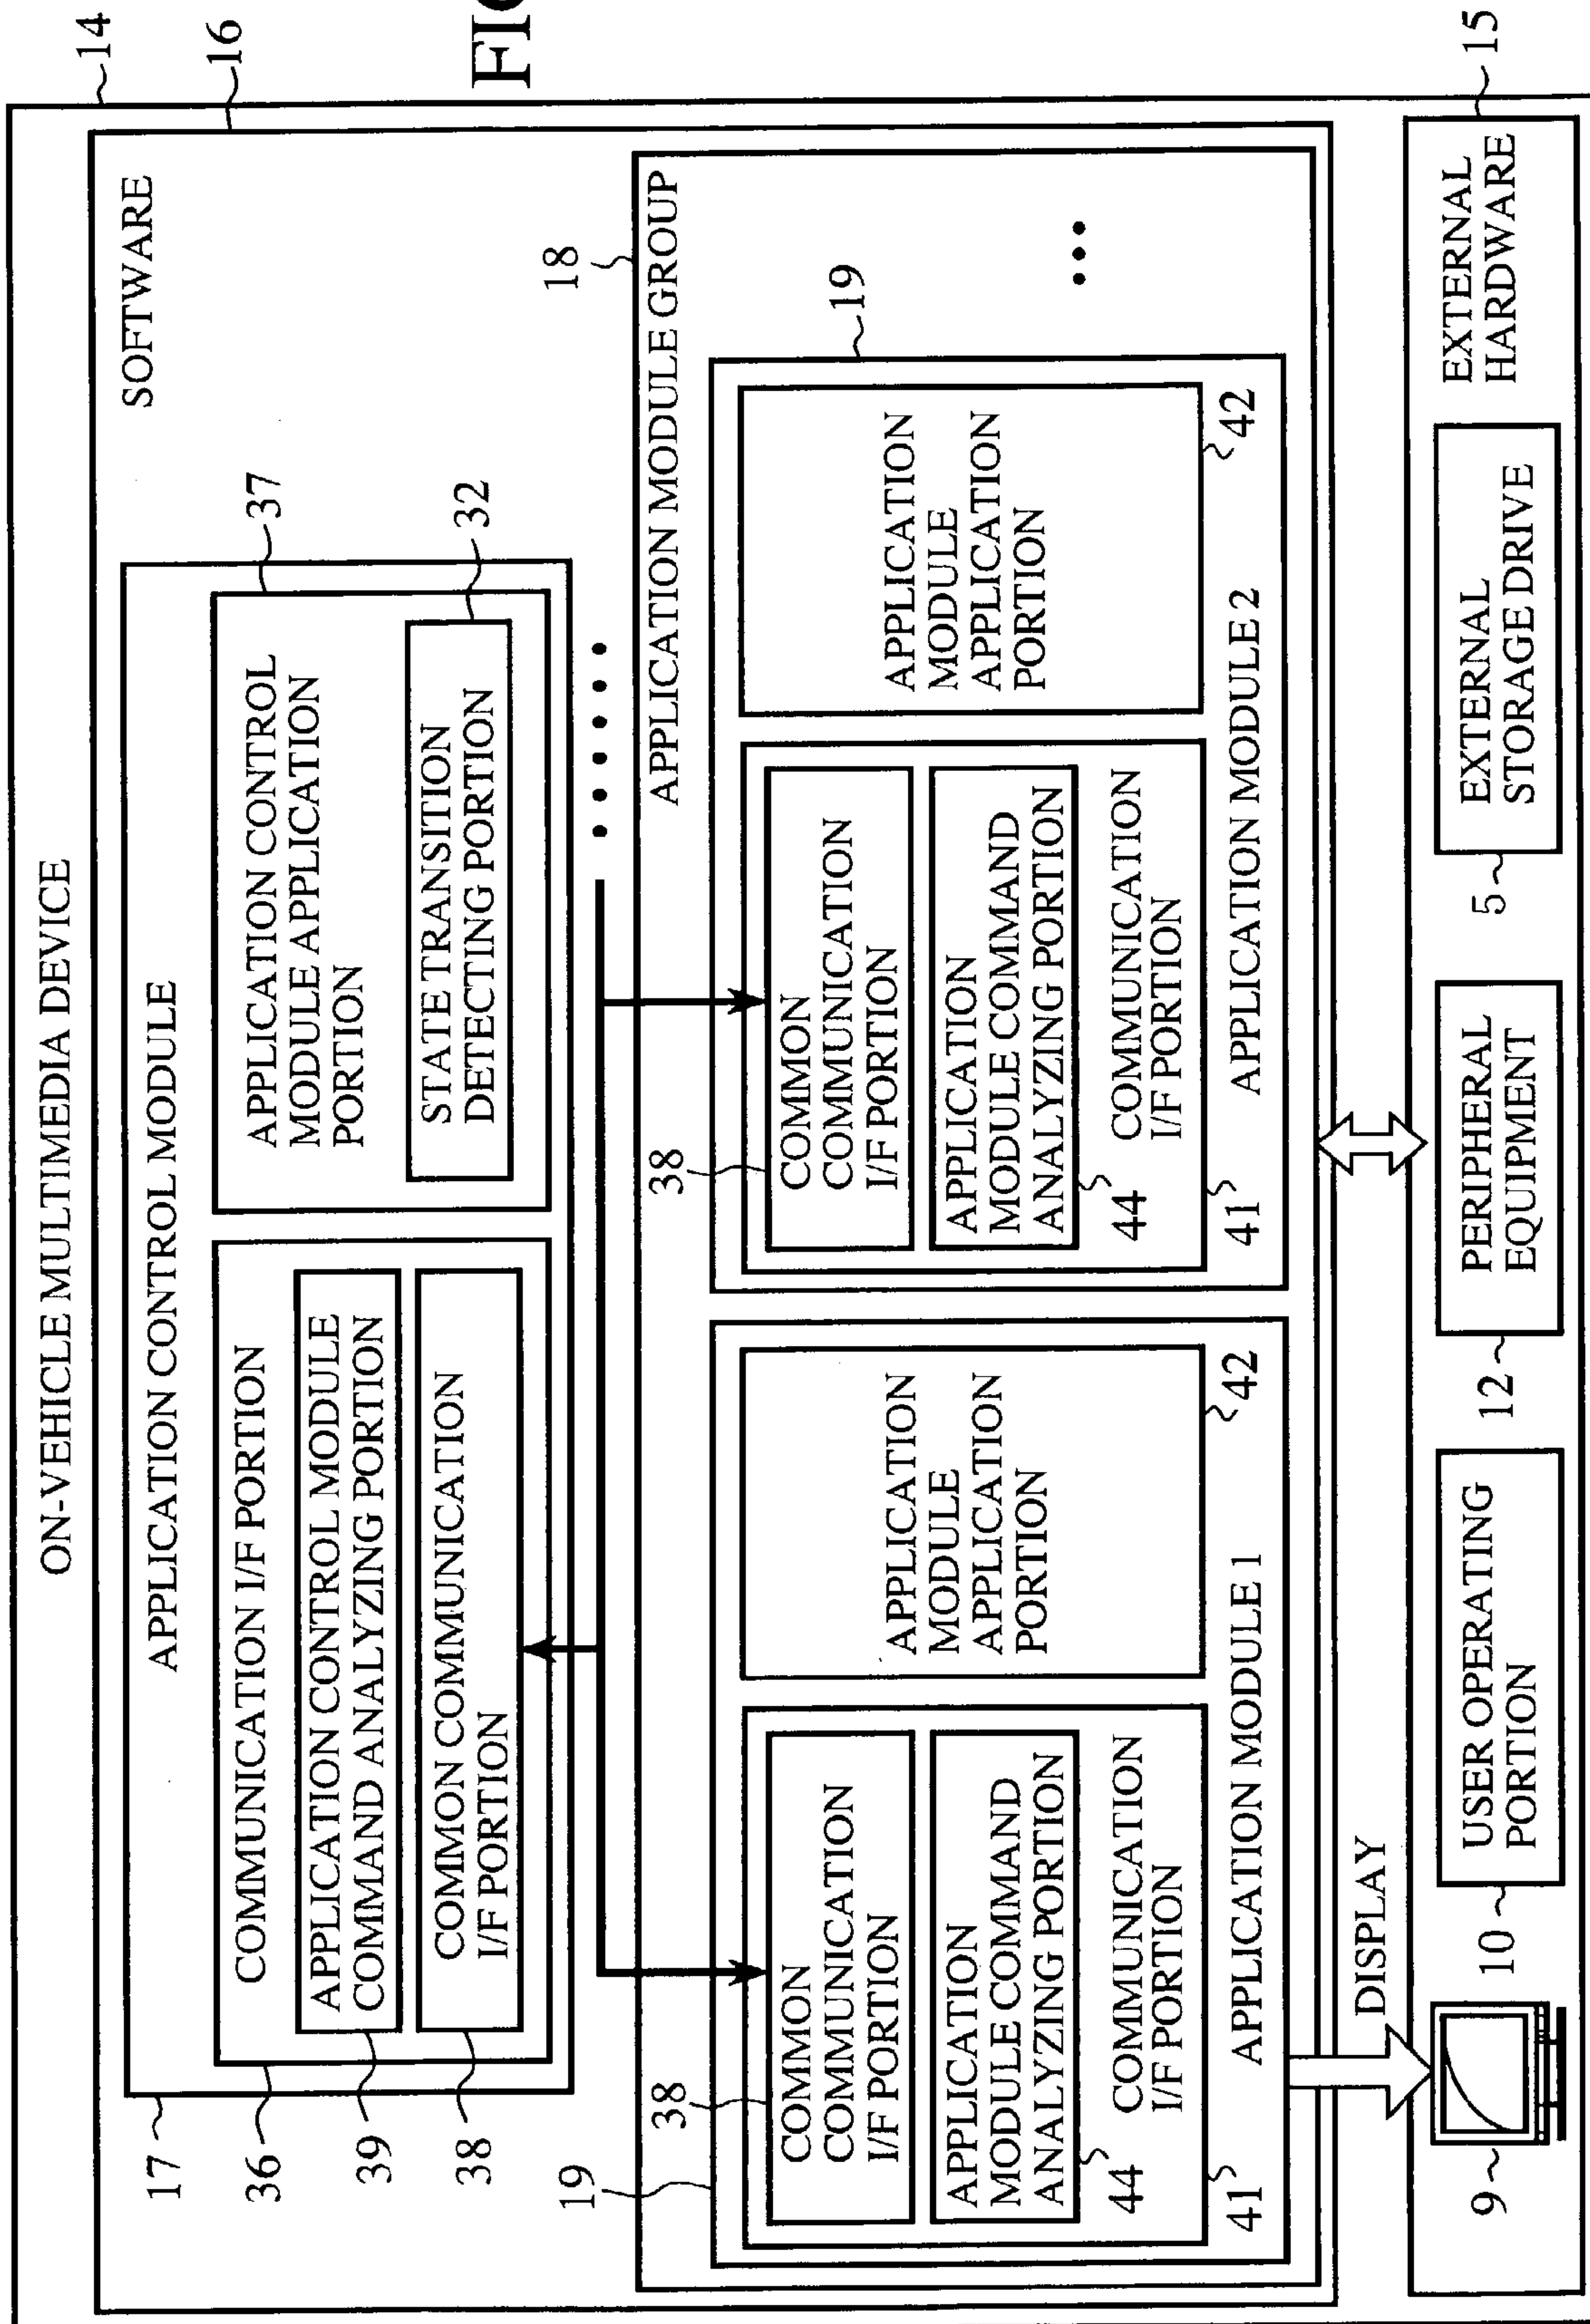 FIG
14
16
ON-VEHICLE MULTIMEDIA DEVICE
SOFTWARE
17
APPLICATION CONTROL MODULE
36
COMMUNICATION I/F PORTION
39
APPLICATION CONTROL MODULE
COMMAND ANALYZING PORTION
38
COMMON COMMUNICATION
I/F PORTION
37
APPLICATION CONTROL
MODULE APPLICATION
PORTION
32
STATE TRANSITION
DETECTING PORTION
18
APPLICATION MODULE GROUP
19
38
COMMON
COMMUNICATION
I/F PORTION
APPLICATION
MODULE COMMAND
ANALYZING PORTION
44
COMMUNICATION
I/F PORTION
41
APPLICATION
MODULE
APPLICATION
PORTION
42
APPLICATION MODULE 1
19
38
COMMON
COMMUNICATION
I/F PORTION
APPLICATION
MODULE COMMAND
ANALYZING PORTION
44
COMMUNICATION
I/F PORTION
41
APPLICATION
MODULE
APPLICATION
PORTION
42
APPLICATION MODULE 2
DISPLAY
15
EXTERNAL
HARDWARE
9
10
USER OPERATING
PORTION
12
PERIPHERAL
EQUIPMENT
5
EXTERNAL
STORAGE DRIVE